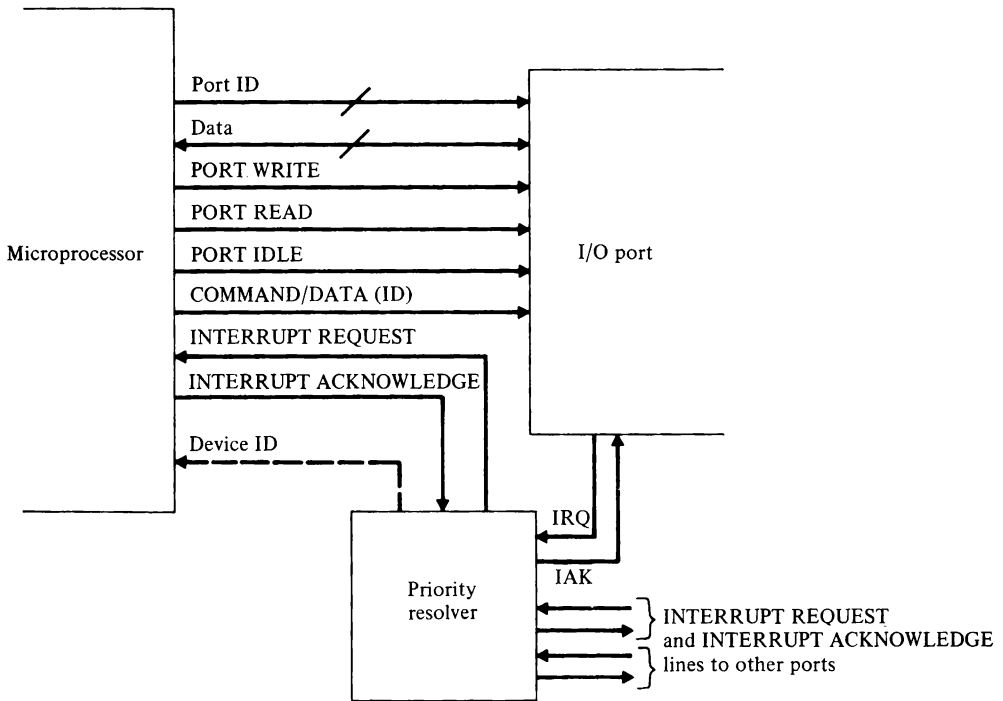 Port ID
Data
PORT WRITE
PORT READ
Microprocessor
I/O port
PORT IDLE
COMMAND/DATA (ID)
INTERRUPT REQUEST
INTERRUPT ACKNOWLEDGE
Device ID
IRQ
IAK
Priority
resolver
INTERRUPT REQUEST
and INTERRUPT ACKNOWLEDGE
lines to other ports